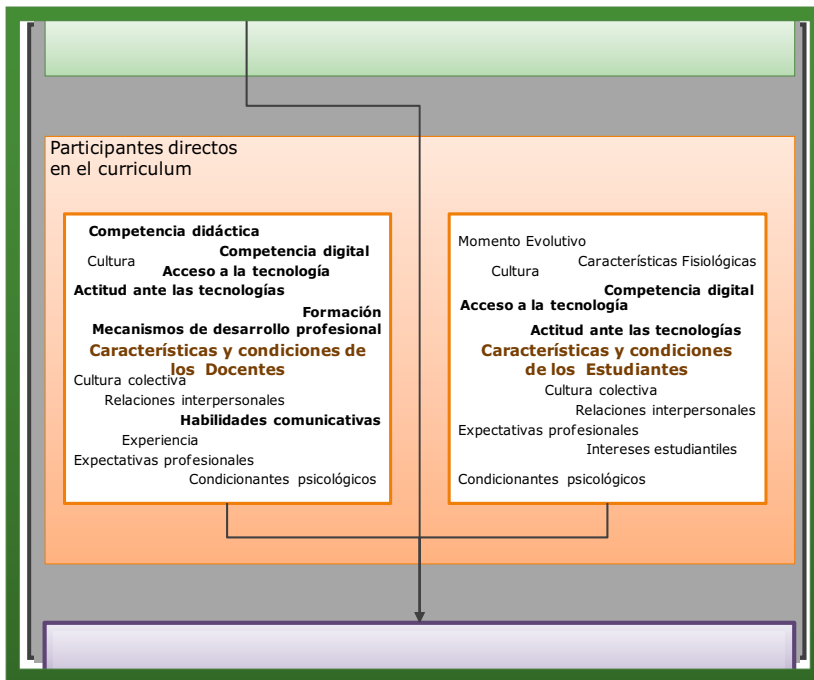 Participantes directos
en el curriculum
Competencia didáctica
Competencia digital
Cultura
Acceso a la tecnología
Actitud ante las tecnologías
Formación
Mecanismos de desarrollo profesional
Características y condiciones de
los Docentes
Cultura colectiva
Relaciones interpersonales
Habilidades comunicativas
Experiencia
Expectativas profesionales
Condicionantes psicológicos
Momento Evolutivo
Características Fisiológicas
Cultura
Competencia digital
Acceso a la tecnología
Actitud ante las tecnologías
Características y condiciones
de los Estudiantes
Cultura colectiva
Relaciones interpersonales
Expectativas profesionales
Intereses estudiantiles
Condicionantes psicológicos